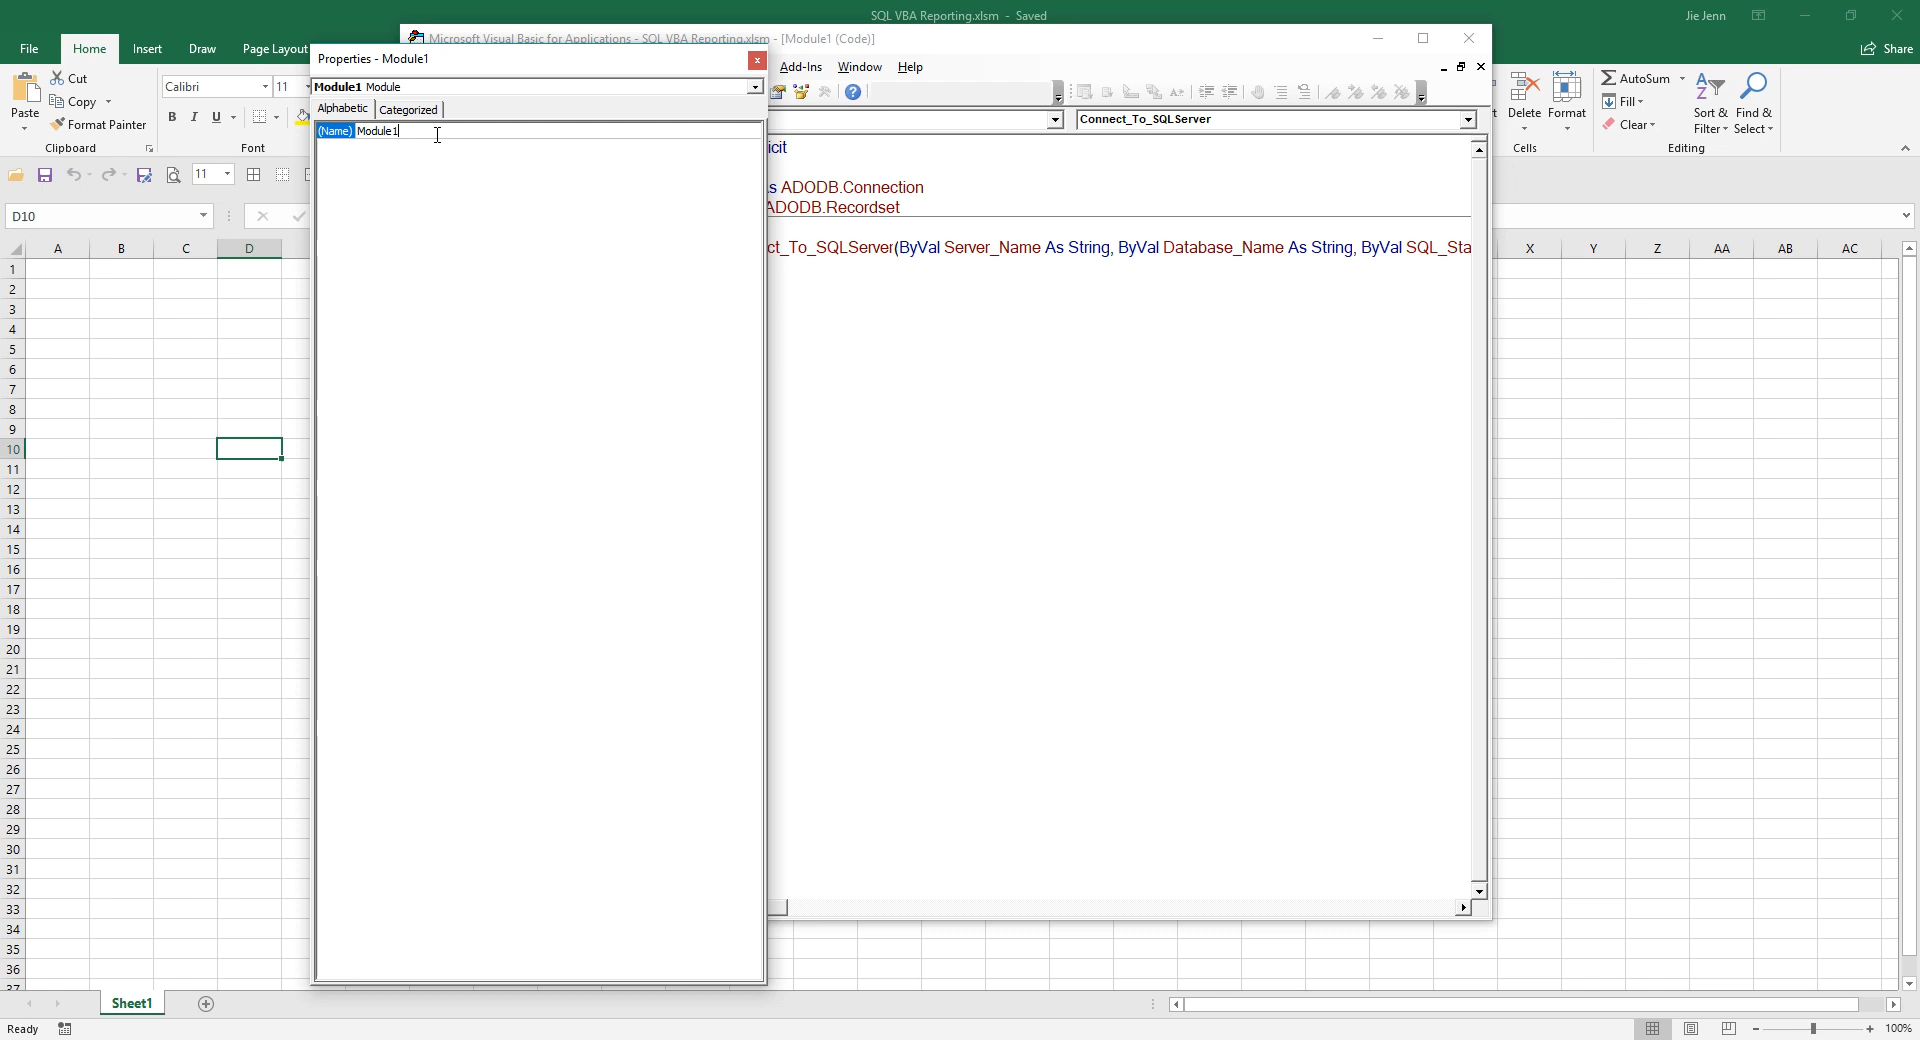 SQL VBA Reporting.xlsm - Saved
Jie Jenn
File Home Insert Draw Page Layout
Share
Microsoft Visual Basic for Applications - SQL VBA Reporting.xlsm - [Module1 (Code)]
Properties - Module1
Add-Ins Window Help
Module1 Module
Alphabetic Categorized
(Name) Module1
Connect_To_SQLServer
icit
s ADODB.Connection
ADODB.Recordset
ct_To_SQLServer(ByVal Server_Name As String, ByVal Database_Name As String, ByVal SQL_Sta
Cut
Copy
Format Painter
Paste
Clipboard
Calibri 11
B I U
Font
Delete Format
Cells
AutoSum
Fill
Clear
Sort & Filter
Find & Select
Editing
11
D10
A B C D X Y Z AA AB AC
1
2
3
4
5
6
7
8
9
10
11
12
13
14
15
16
17
18
19
20
21
22
23
24
25
26
27
28
29
30
31
32
33
34
35
36
37
Sheet1
Ready
100%